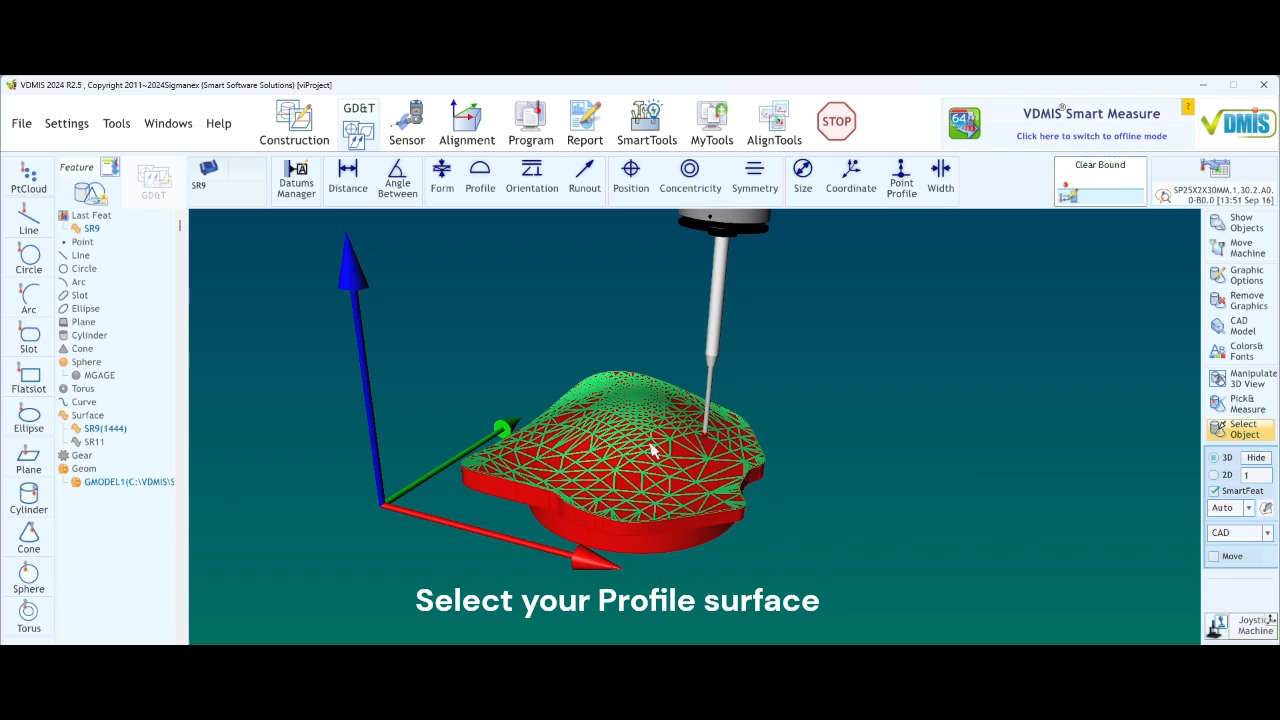 VDMIS 2024 R2.5 , Copyright 2011~2024Sigmanex (Smart Software Solutions) [viProject]
File Settings Tools Windows Help
Construction
GD&T
Sensor
Alignment
Program
Report
SmartTools
MyTools
AlignTools
STOP
64
VDMIS® Smart Measure
Click here to switch to offline mode
?
VDMIS
PtCloud
Line
Circle
Arc
Slot
Flatslot
Ellipse
Plane
Cylinder
Cone
Sphere
Torus
Feature
GD&T
SR9
Datums
Manager
Distance
Angle
Between
Form
Profile
Orientation
Runout
Position
Concentricity
Symmetry
Size
Coordinate
Point
Profile
Width
Clear Bound
SP25X2X30MM.1.30.2.A0.
0-B0.0 [13:51 Sep 16]
Last Feat
SR9
Point
Line
Circle
Arc
Slot
Ellipse
Plane
Cylinder
Cone
Sphere
MGAGE
Torus
Curve
Surface
SR9(1444)
SR11
Gear
Geom
GMODEL1(C:\VDMIS\S
Select your Profile surface
Show
Objects
Move
Machine
Graphic
Options
Remove
Graphics
CAD
Model
Colors&
Fonts
Manipulate
3D View
Pick&
Measure
Select
Object
3D Hide
2D 1
SmartFeat
Auto
CAD
Move
Joystic
Machine